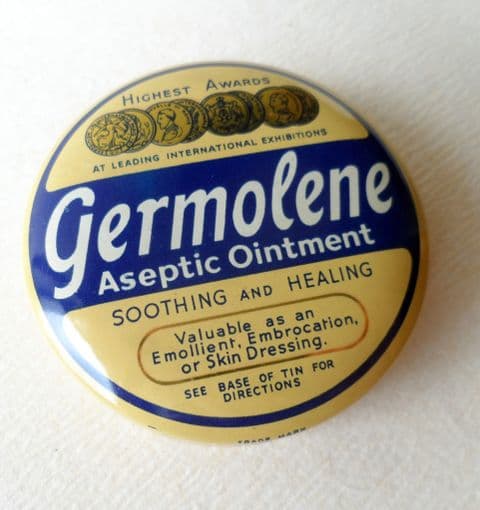 HIGHEST AWARDS
AT LEADING INTERNATIONAL EXHIBITIONS
Germolene
Aseptic Ointment
SOOTHING AND HEALING
Valuable as an
Emollient, Embrocation,
or Skin Dressing.
SEE BASE OF TIN FOR
DIRECTIONS
TRADE MARK